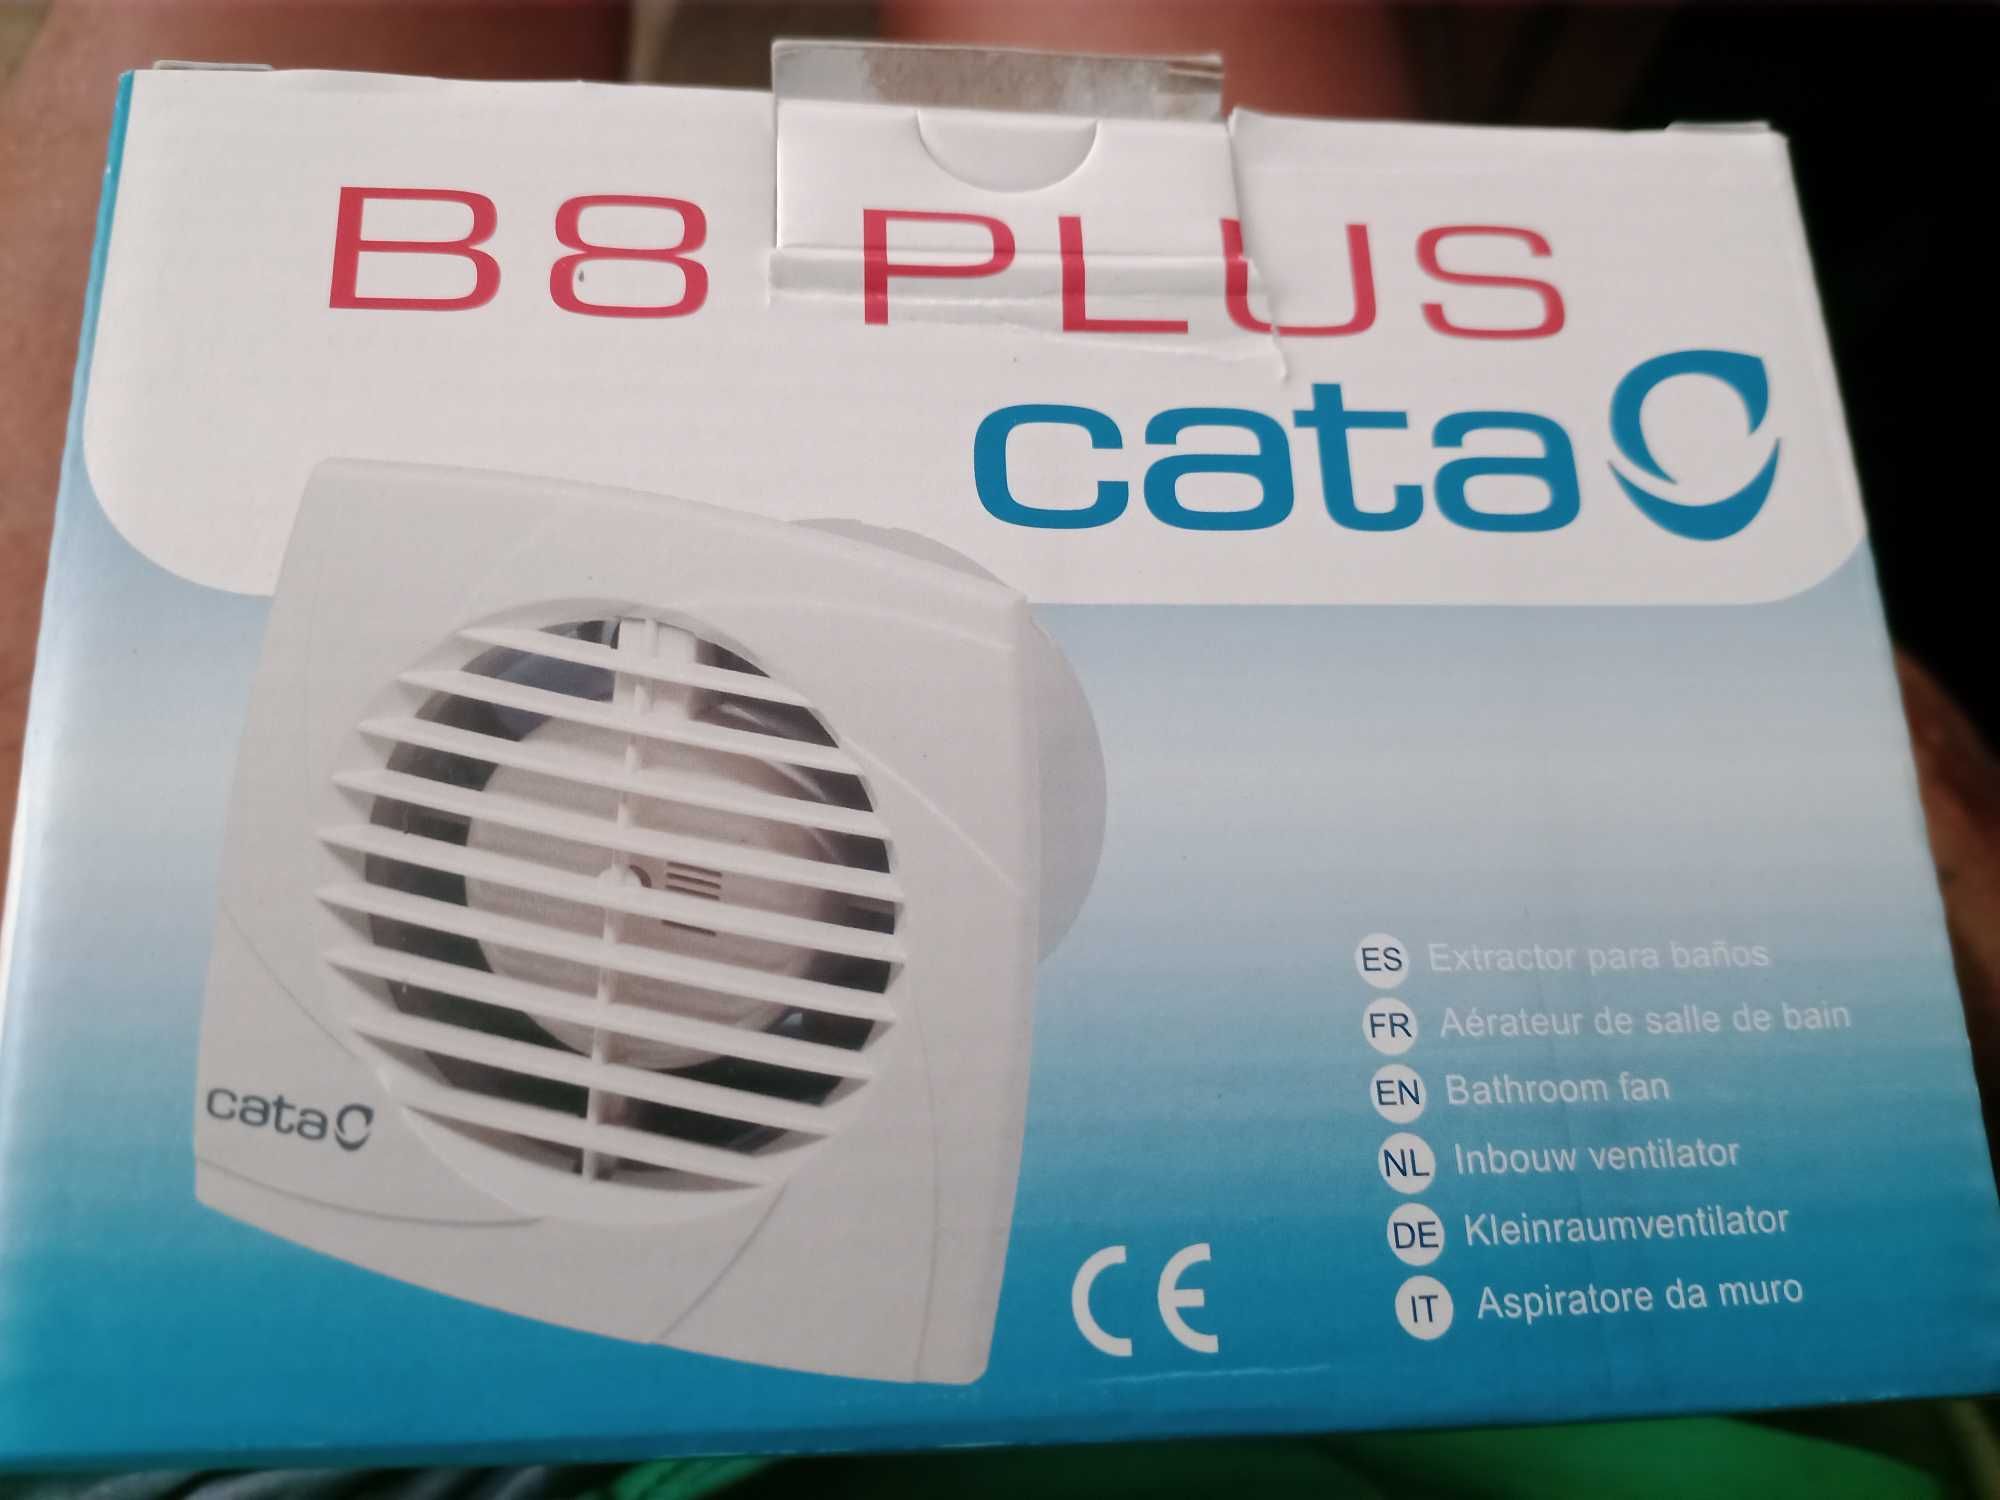 B8 PLUS
cata
cata
CE
ES Extractor para baños
FR Aérateur de salle de bain
EN Bathroom fan
NL Inbouw ventilator
DE Kleinraumventilator
IT Aspiratore da muro